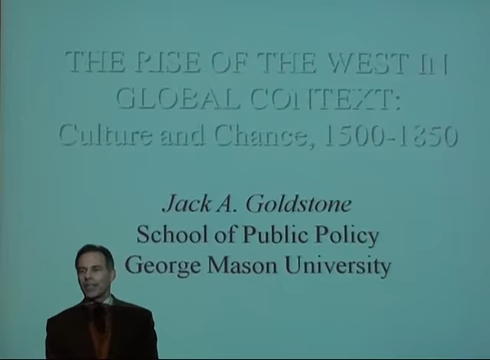 THE RISE OF THE WEST IN
GLOBAL CONTEXT:
Culture and Chance, 1500-1850
Jack A. Goldstone
School of Public Policy
George Mason University